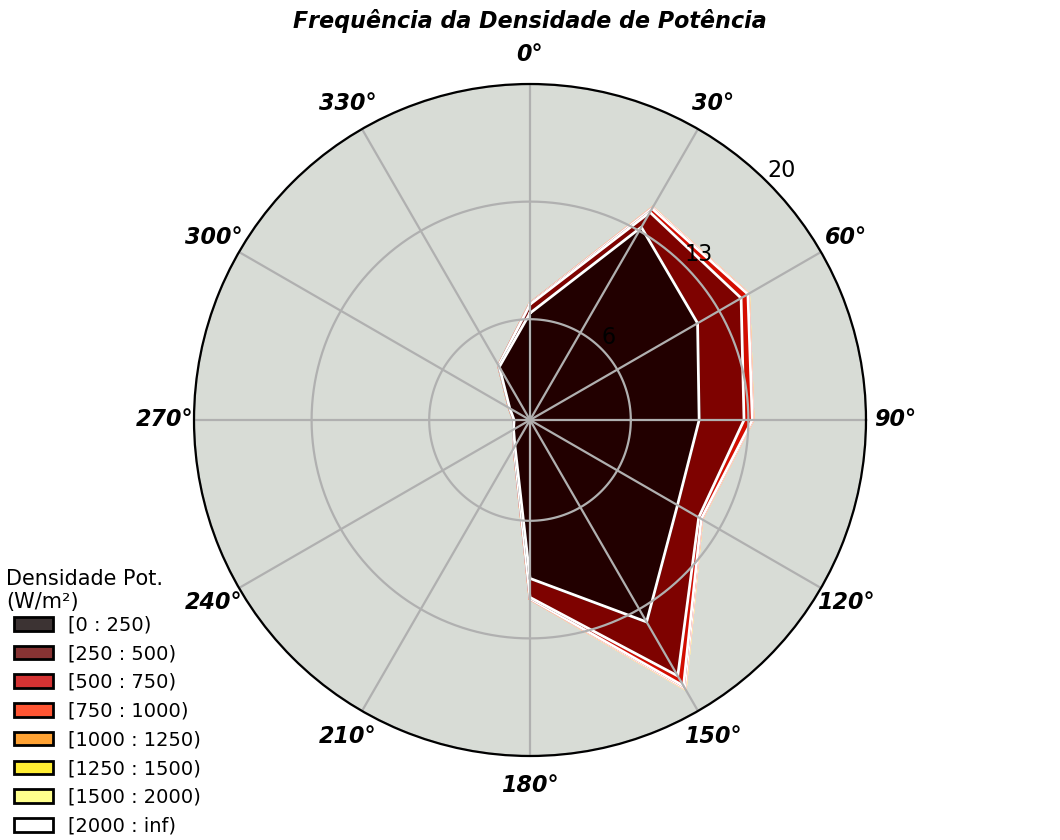 Frequência da Densidade de Potência
0°
330°
30°
20
300°
60°
13
6
270°
90°
240°
120°
210°
150°
180°
Densidade Pot.
(W/m²)
[0 : 250)
[250 : 500)
[500 : 750)
[750 : 1000)
[1000 : 1250)
[1250 : 1500)
[1500 : 2000)
[2000 : inf)